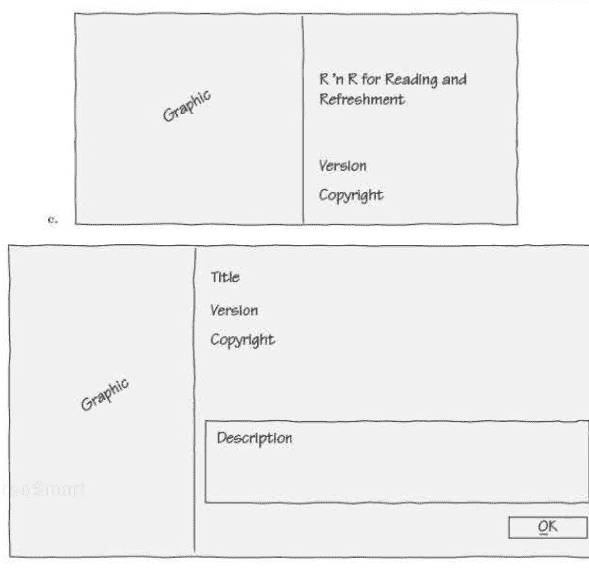 Graphic
R 'n R for Reading and
Refreshment
Version
Copyright
c.
Title
Version
Copyright
Graphic
Description
OK